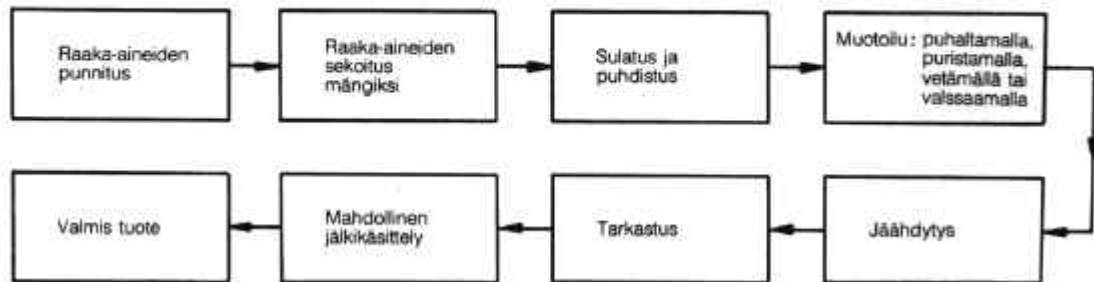 Raaka-aineiden
punnitus
Raaka-aineiden
sekoitus
mängiksi
Sulatus ja
puhdistus
Muotoilu: puhaltamalla,
puristamalla,
vetämällä tai
valssaamalla
Jäähdytys
Tarkastus
Mahdollinen
jälkikäsittely
Valmis tuote